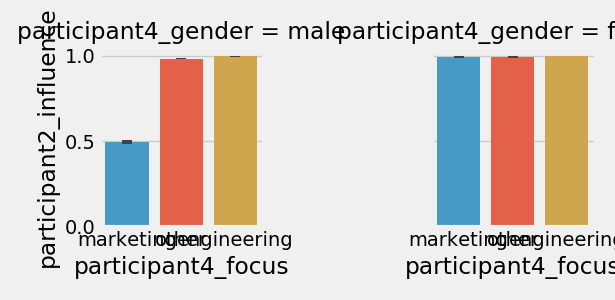 participant4_gender = male
participant4_gender = f
participant2_influence
1.0
0.5
0.0
marketing other engineering
marketing other engineering
participant4_focus
participant4_focus